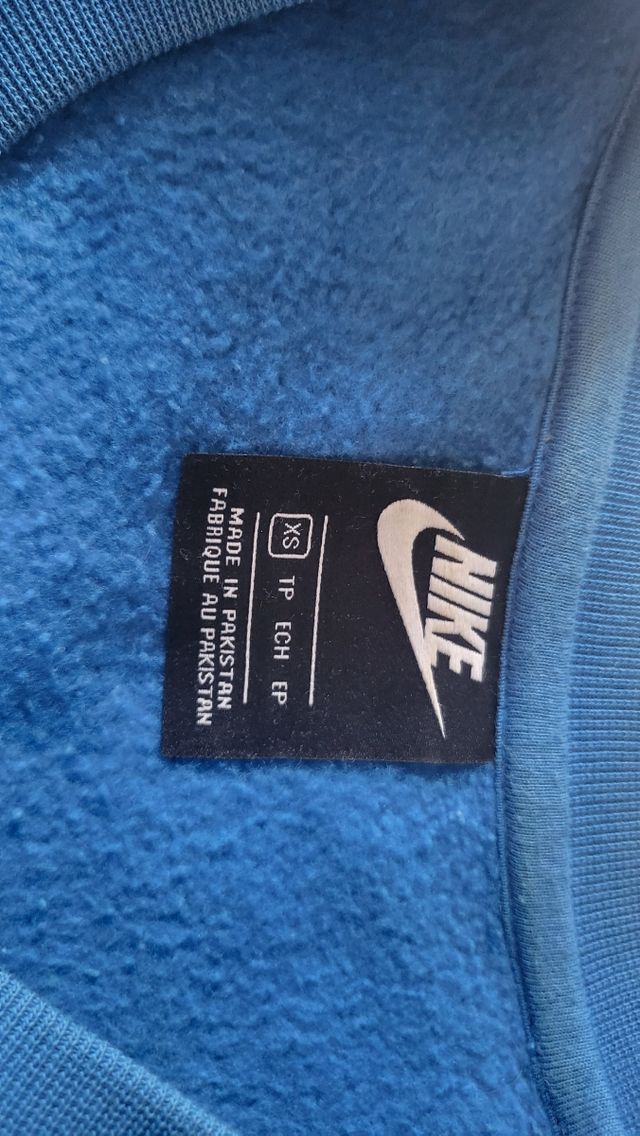 NIKE
XS TP ECH EP
MADE IN PAKISTAN
FABRIQUE AU PAKISTAN